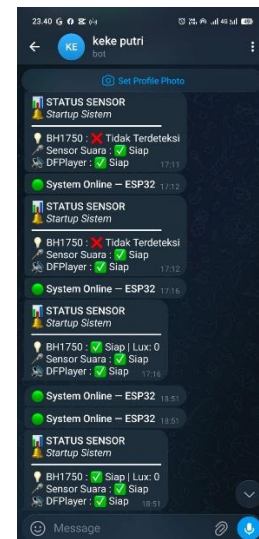 23.40
4G
KE
keke putri
bot
Set Profile Photo
STATUS SENSOR
Startup Sistem
BH1750 : ❌ Tidak Terdeteksi
Sensor Suara : ✅ Siap
DFPlayer : ✅ Siap 17:11
System Online — ESP32 17:12
STATUS SENSOR
Startup Sistem
BH1750 : ❌ Tidak Terdeteksi
Sensor Suara : ✅ Siap
DFPlayer : ✅ Siap 17:12
System Online — ESP32 17:16
STATUS SENSOR
Startup Sistem
BH1750 : ✅ Siap | Lux: 0
Sensor Suara : ✅ Siap
DFPlayer : ✅ Siap 17:16
System Online — ESP32 18:51
System Online — ESP32 18:51
STATUS SENSOR
Startup Sistem
BH1750 : ✅ Siap | Lux: 0
Sensor Suara : ✅ Siap
DFPlayer : ✅ Siap 18:51
Message